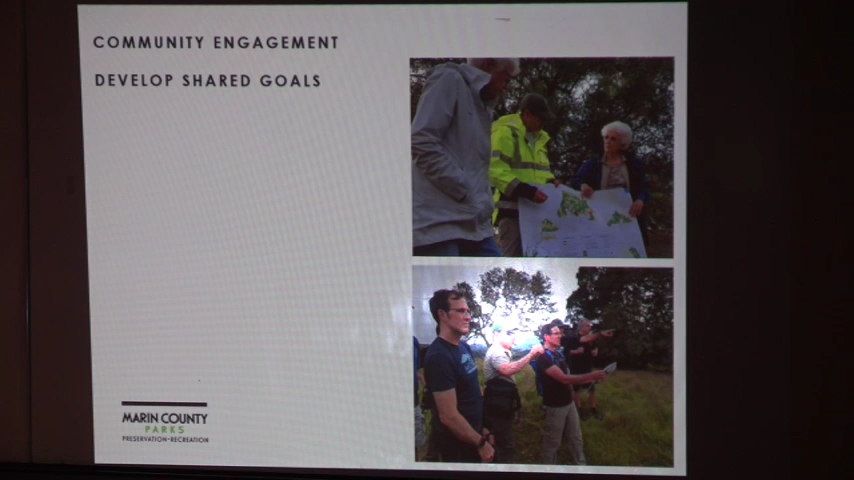 COMMUNITY ENGAGEMENT
DEVELOP SHARED GOALS
MARIN COUNTY
PARKS
PRESERVATION•RECREATION